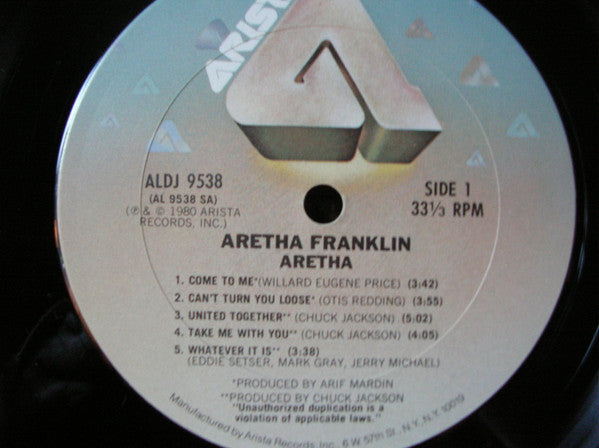 ARIST
ALDJ 9538
(AL 9538 SA)
(℗ & © 1980 ARISTA
RECORDS, INC.)
SIDE 1
33⅓ RPM
ARETHA FRANKLIN
ARETHA
1. COME TO ME*(WILLARD EUGENE PRICE) (3:42)
2. CAN'T TURN YOU LOOSE* (OTIS REDDING) (3:55)
3. UNITED TOGETHER** (CHUCK JACKSON) (5:02)
4. TAKE ME WITH YOU** (CHUCK JACKSON) (4:05)
5. WHATEVER IT IS** (3:38)
(EDDIE SETSER, MARK GRAY, JERRY MICHAEL)
*PRODUCED BY ARIF MARDIN
**PRODUCED BY CHUCK JACKSON
"Unauthorized duplication is a
violation of applicable laws."
Manufactured by Arista Records, Inc. 6 W 57th St., N.Y., N.Y. 10019